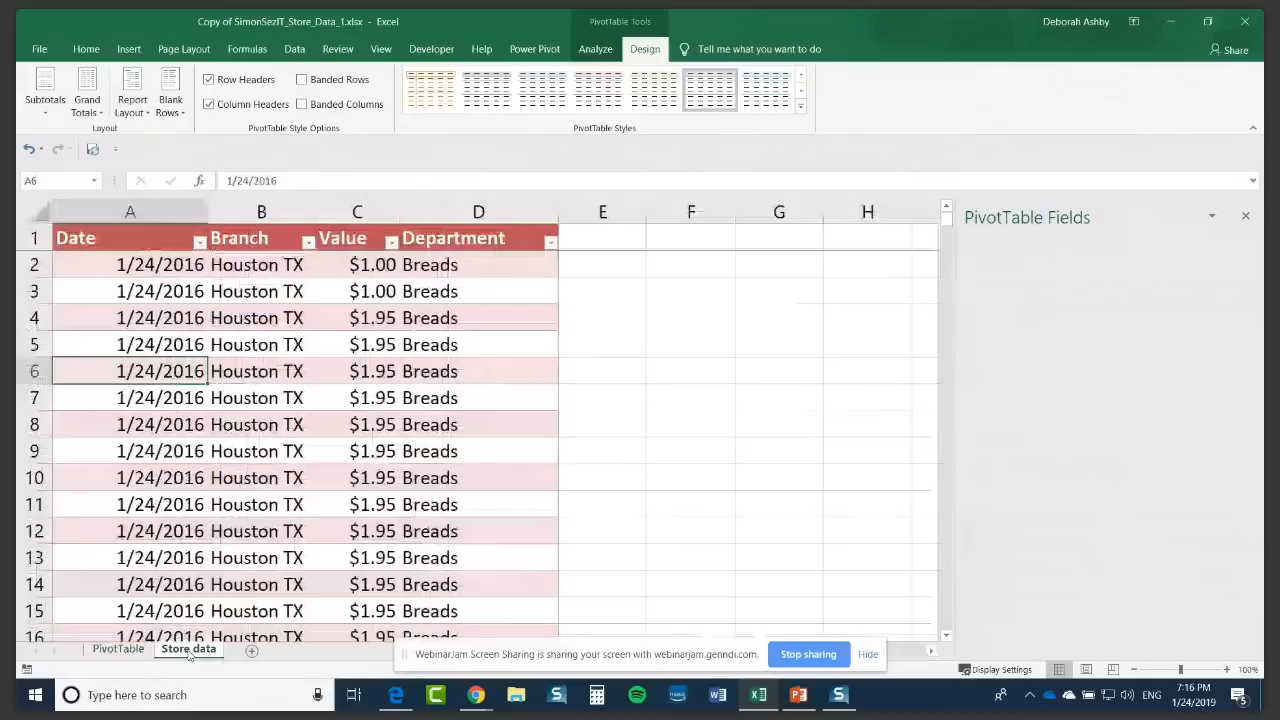 Copy of SimonSezIT_Store_Data_1.xlsx - Excel
PivotTable Tools
Deborah Ashby
File Home Insert Page Layout Formulas Data Review View Developer Help Power Pivot Analyze Design Tell me what you want to do Share
Subtotals
Grand Totals
Report Layout
Blank Rows
Row Headers
Banded Rows
Column Headers
Banded Columns
Layout
PivotTable Style Options
PivotTable Styles
A6
fx
1/24/2016
A B C D E F G H
PivotTable Fields
1 Date Branch Value Department
2 1/24/2016 Houston TX $1.00 Breads
3 1/24/2016 Houston TX $1.00 Breads
4 1/24/2016 Houston TX $1.95 Breads
5 1/24/2016 Houston TX $1.95 Breads
6 1/24/2016 Houston TX $1.95 Breads
7 1/24/2016 Houston TX $1.95 Breads
8 1/24/2016 Houston TX $1.95 Breads
9 1/24/2016 Houston TX $1.95 Breads
10 1/24/2016 Houston TX $1.95 Breads
11 1/24/2016 Houston TX $1.95 Breads
12 1/24/2016 Houston TX $1.95 Breads
13 1/24/2016 Houston TX $1.95 Breads
14 1/24/2016 Houston TX $1.95 Breads
15 1/24/2016 Houston TX $1.95 Breads
16 1/24/2016 Houston TX $1.95 Breads
PivotTable Store data
WebinarJam Screen Sharing is sharing your screen with webinarjam.genndi.com.
Stop sharing
Hide
Display Settings
100%
Type here to search
ENG
7:16 PM
1/24/2019
5